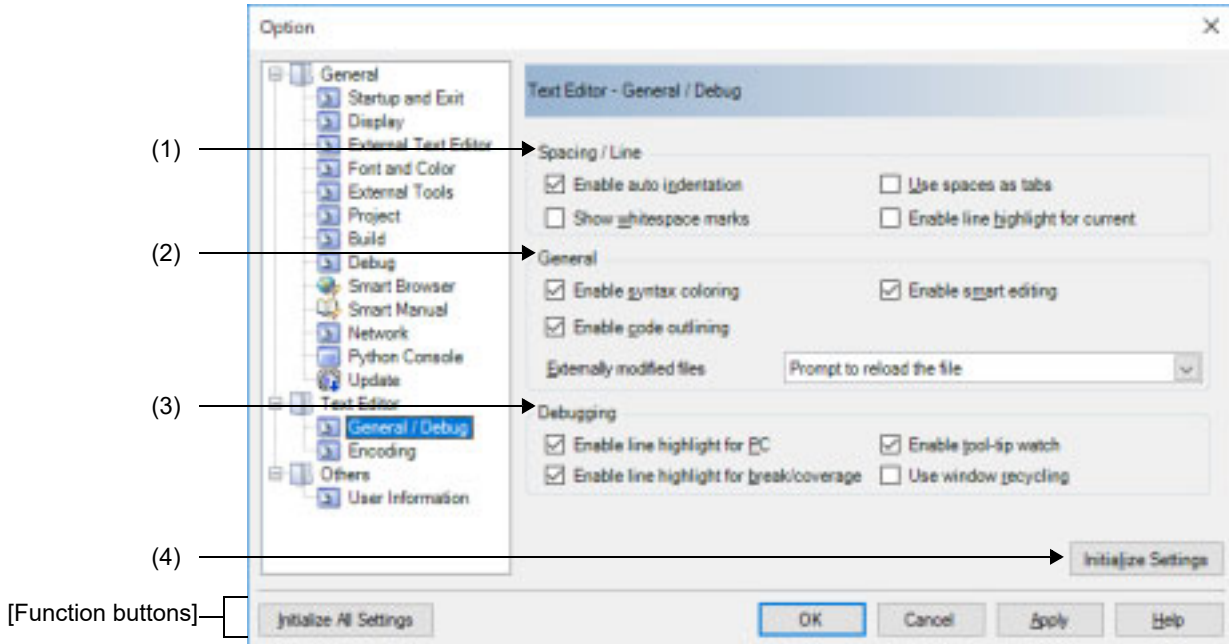 Option
General
Startup and Exit
Display
External Text Editor
Font and Color
External Tools
Project
Build
Debug
Smart Browser
Smart Manual
Network
Python Console
Update
Text Editor
General / Debug
Encoding
Others
User Information
Text Editor - General / Debug
(1)
Spacing / Line
Enable auto indentation
Use spaces as tabs
Show whitespace marks
Enable line highlight for current
(2)
General
Enable syntax coloring
Enable smart editing
Enable code outlining
Externally modified files
Prompt to reload the file
(3)
Debugging
Enable line highlight for PC
Enable tool-tip watch
Enable line highlight for break/coverage
Use window recycling
(4)
Initialize Settings
[Function buttons]
Initialize All Settings
OK
Cancel
Apply
Help